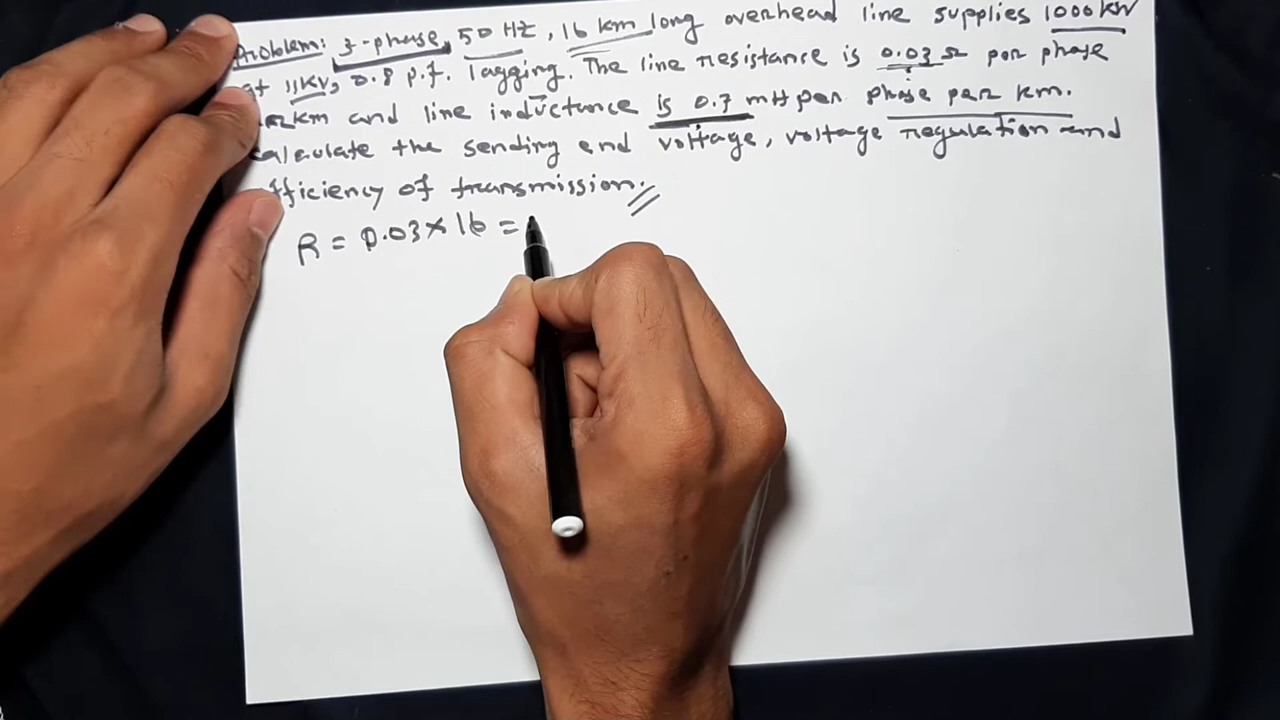 Problem: 3-phase, 50 Hz, 16 km long overhead line supplies 1000 kW
at 11KV, 0.8 p.f. lagging. The line resistance is 0.03 Ω per phase
km and line inductance is 0.7 mH per phase per km.
calculate the sending end voltage, voltage regulation and
fficiency of transmission.
R = 0.03 × 16 =